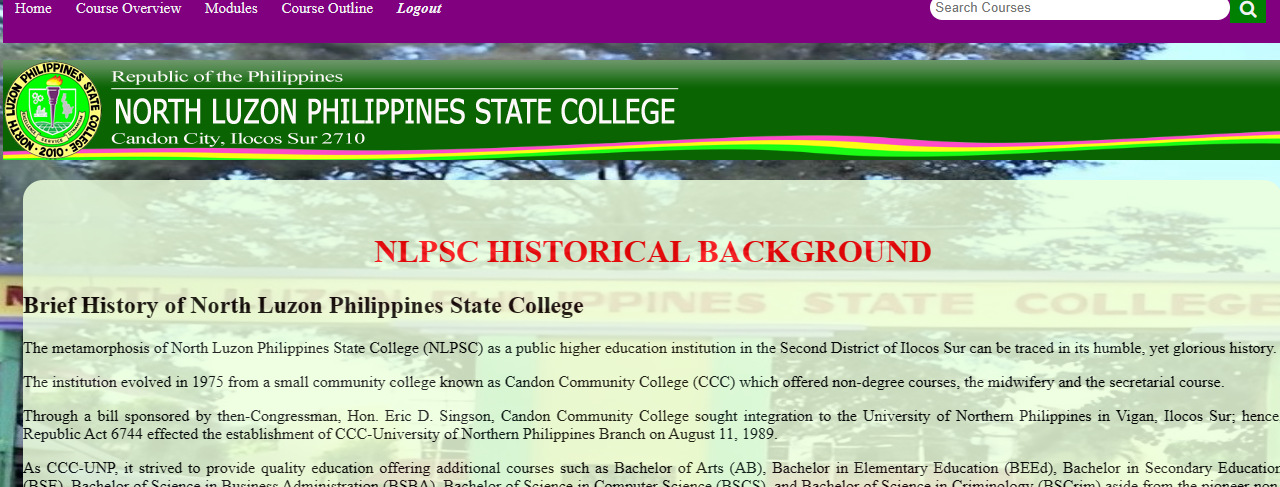 Home Course Overview Modules Course Outline Logout Search Courses
Republic of the Philippines
NORTH LUZON PHILIPPINES STATE COLLEGE
Candon City, Ilocos Sur 2710
NORTH LUZON PHILIPPINES STATE COLLEGE
2010
NLPSC HISTORICAL BACKGROUND
PHILIPPINES STATE COLLEGE
Brief History of North Luzon Philippines State College
The metamorphosis of North Luzon Philippines State College (NLPSC) as a public higher education institution in the Second District of Ilocos Sur can be traced in its humble, yet glorious history.
The institution evolved in 1975 from a small community college known as Candon Community College (CCC) which offered non-degree courses, the midwifery and the secretarial course.
Through a bill sponsored by then-Congressman, Hon. Eric D. Singson, Candon Community College sought integration to the University of Northern Philippines in Vigan, Ilocos Sur; hence
Republic Act 6744 effected the establishment of CCC-University of Northern Philippines Branch on August 11, 1989.
As CCC-UNP, it strived to provide quality education offering additional courses such as Bachelor of Arts (AB), Bachelor in Elementary Education (BEEd), Bachelor in Secondary Education
(BSE), Bachelor of Science in Business Administration (BSBA), Bachelor of Science in Computer Science (BSCS), and Bachelor of Science in Criminology (BSCrim) aside from the pioneer non-